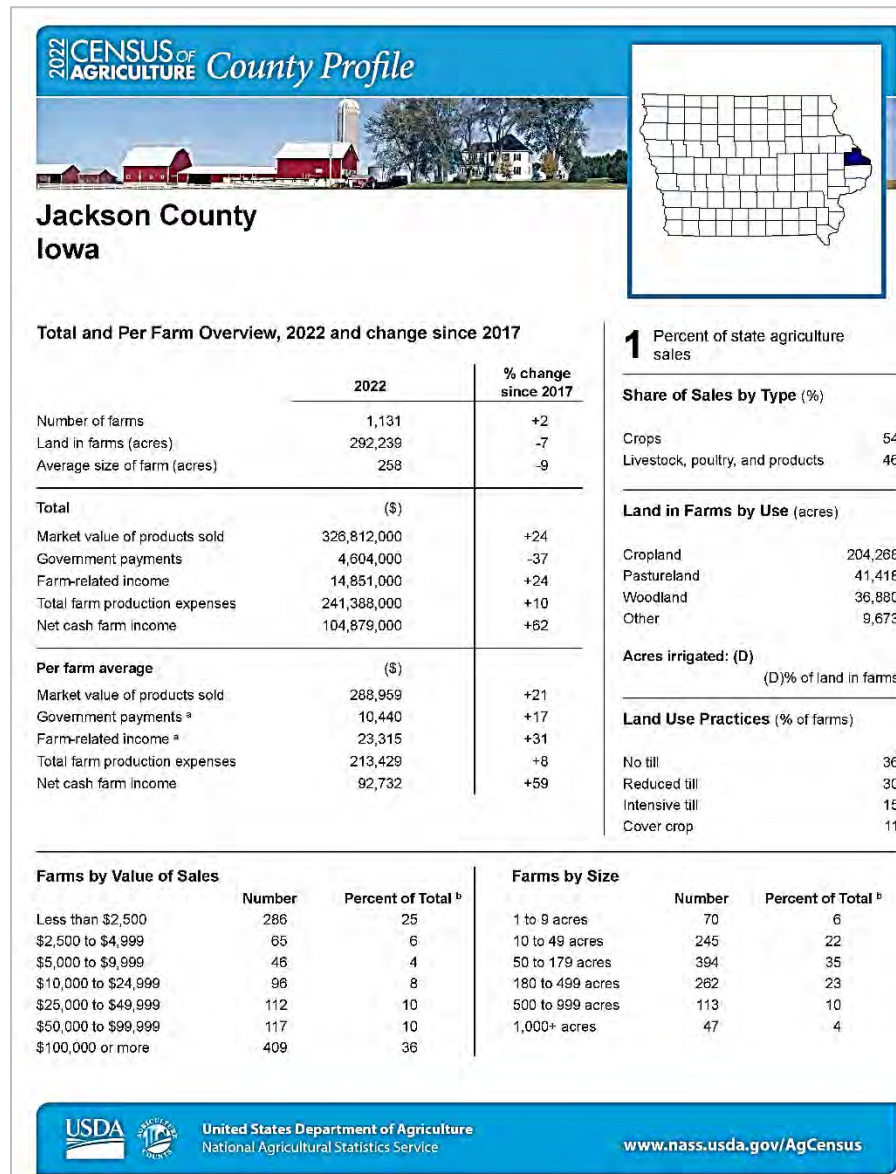 2022 CENSUS OF AGRICULTURE County Profile
Jackson County
Iowa
Total and Per Farm Overview, 2022 and change since 2017
2022 % change since 2017
Number of farms 1,131 +2
Land in farms (acres) 292,239 -7
Average size of farm (acres) 258 -9
Total ($)
Market value of products sold 326,812,000 +24
Government payments 4,604,000 -37
Farm-related income 14,851,000 +24
Total farm production expenses 241,388,000 +10
Net cash farm income 104,879,000 +62
Per farm average ($)
Market value of products sold 288,959 +21
Government payments ª 10,440 +17
Farm-related income ª 23,315 +31
Total farm production expenses 213,429 +8
Net cash farm income 92,732 +59
1 Percent of state agriculture
sales
Share of Sales by Type (%)
Crops 54
Livestock, poultry, and products 46
Land in Farms by Use (acres)
Cropland 204,268
Pastureland 41,418
Woodland 36,880
Other 9,673
Acres irrigated: (D)
(D)% of land in farms
Land Use Practices (% of farms)
No till 36
Reduced till 30
Intensive till 15
Cover crop 11
Farms by Value of Sales
Number Percent of Total ᵇ
Less than $2,500 286 25
$2,500 to $4,999 65 6
$5,000 to $9,999 46 4
$10,000 to $24,999 96 8
$25,000 to $49,999 112 10
$50,000 to $99,999 117 10
$100,000 or more 409 36
Farms by Size
Number Percent of Total ᵇ
1 to 9 acres 70 6
10 to 49 acres 245 22
50 to 179 acres 394 35
180 to 499 acres 262 23
500 to 999 acres 113 10
1,000+ acres 47 4
USDA
AGRICULTURE COUNTS
United States Department of Agriculture
National Agricultural Statistics Service
www.nass.usda.gov/AgCensus